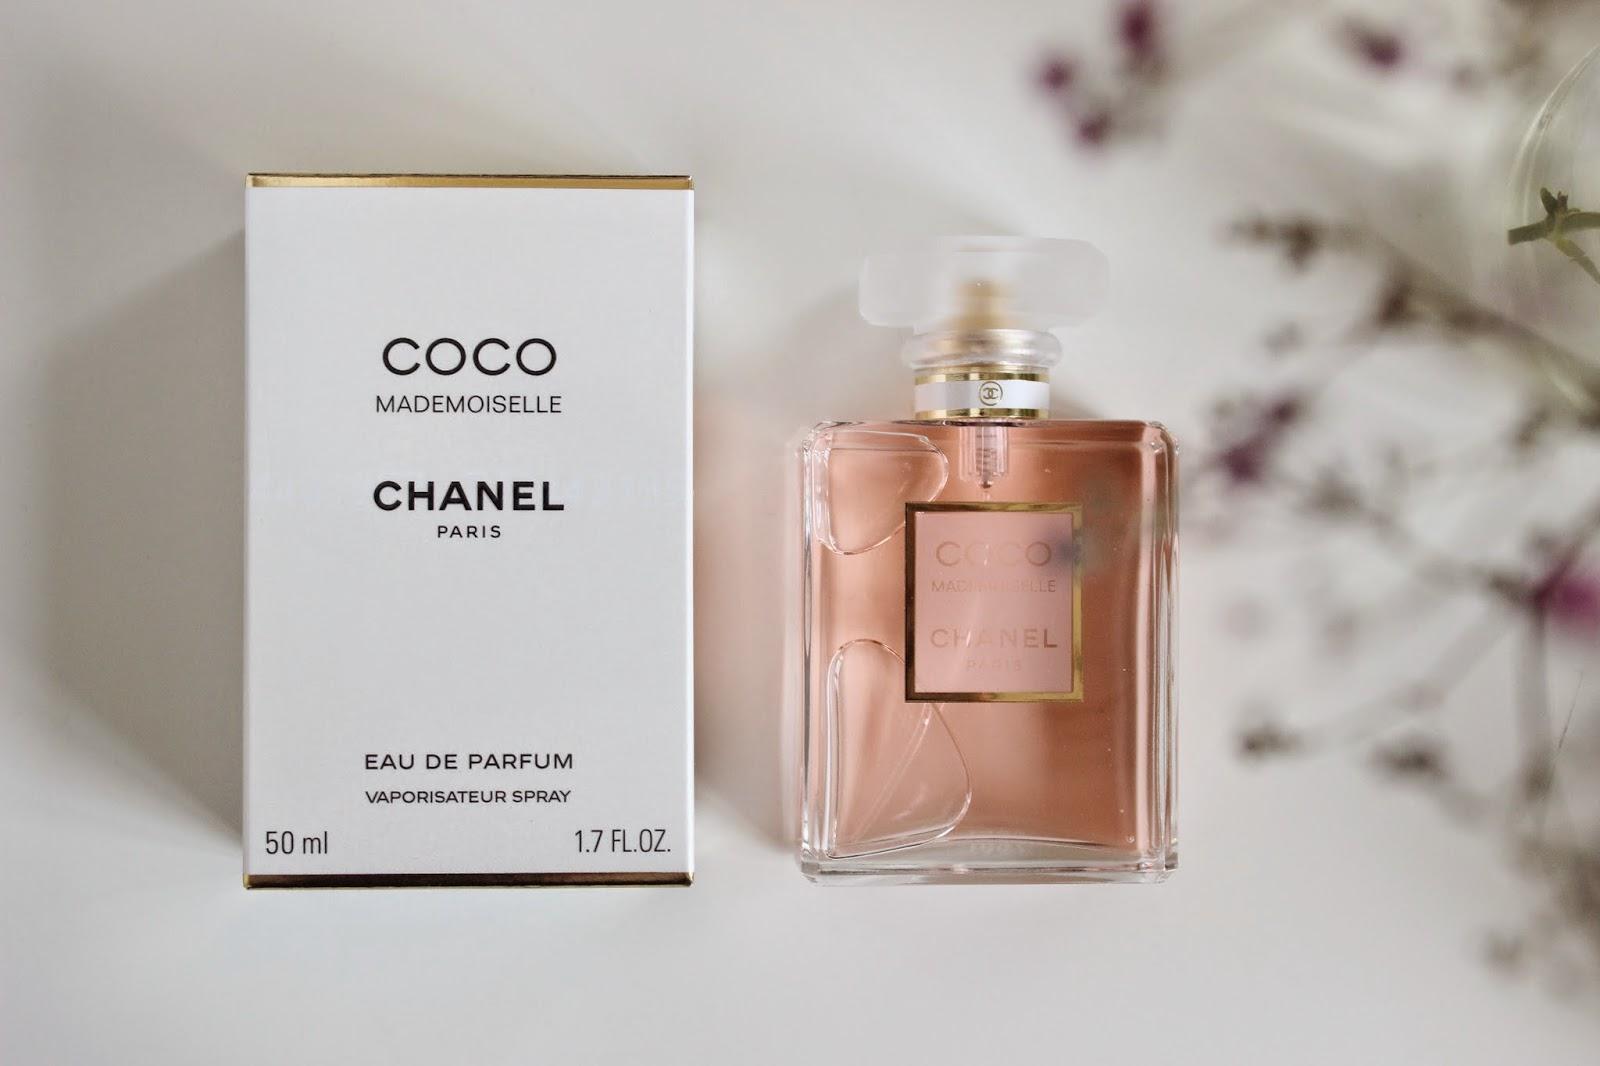 COCO
MADEMOISELLE
CHANEL
PARIS
EAU DE PARFUM
VAPORISATEUR SPRAY
50 ml 1.7 FL.OZ.
COCO
MADEMOISELLE
CHANEL
PARIS